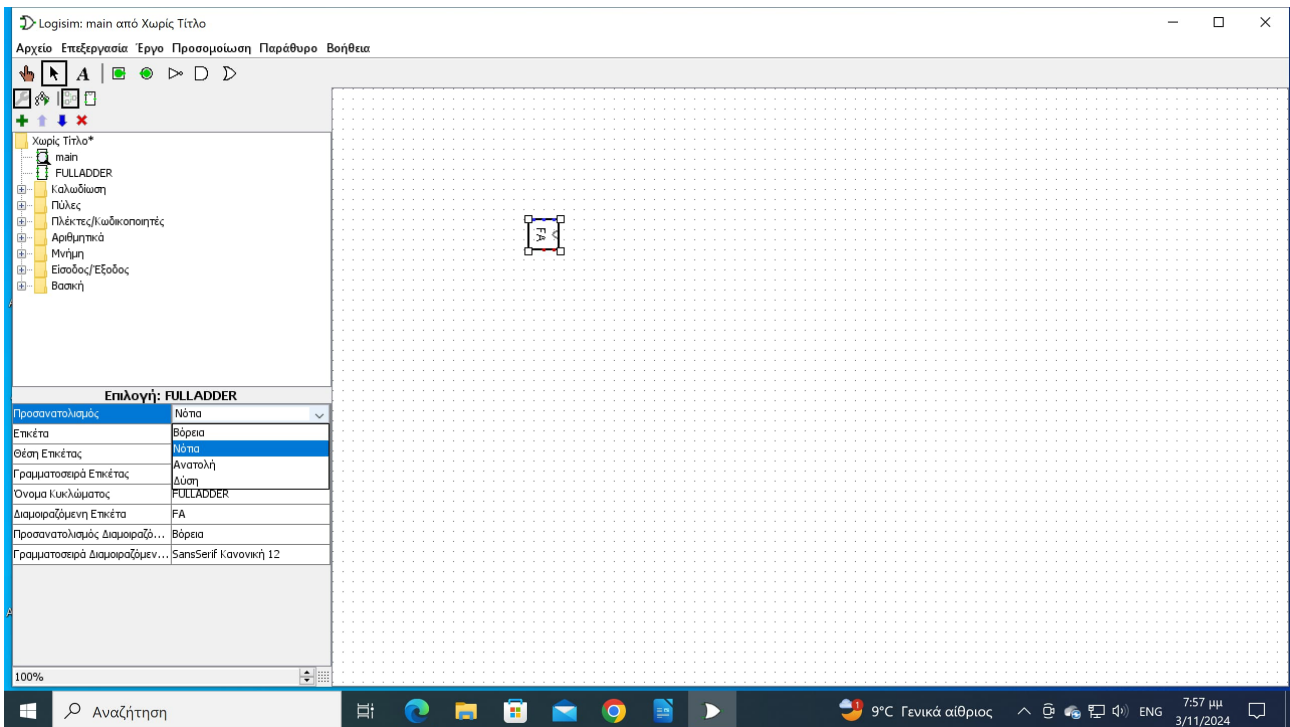 Logisim: main από Χωρίς Τίτλο
Αρχείο Επεξεργασία Έργο Προσομοίωση Παράθυρο Βοήθεια
A
Χωρίς Τίτλο*
main
FULLADDER
Καλωδίωση
Πύλες
Πλέκτες/Κωδικοποιητές
Αριθμητικά
Μνήμη
Είσοδος/Έξοδος
Βασική
FA
Επιλογή: FULLADDER
Προσανατολισμός Νότια
Ετικέτα
Βόρεια
Νότια
Θέση Ετικέτας
Ανατολή
Γραμματοσειρά Ετικέτας
Δύση
Όνομα Κυκλώματος FULLADDER
Διαμοιραζόμενη Ετικέτα FA
Προσανατολισμός Διαμοιραζό... Βόρεια
Γραμματοσειρά Διαμοιραζόμεν... SansSerif Κανονική 12
100%
Αναζήτηση
1
9°C Γενικά αίθριος
ENG
7:57 μμ
3/11/2024